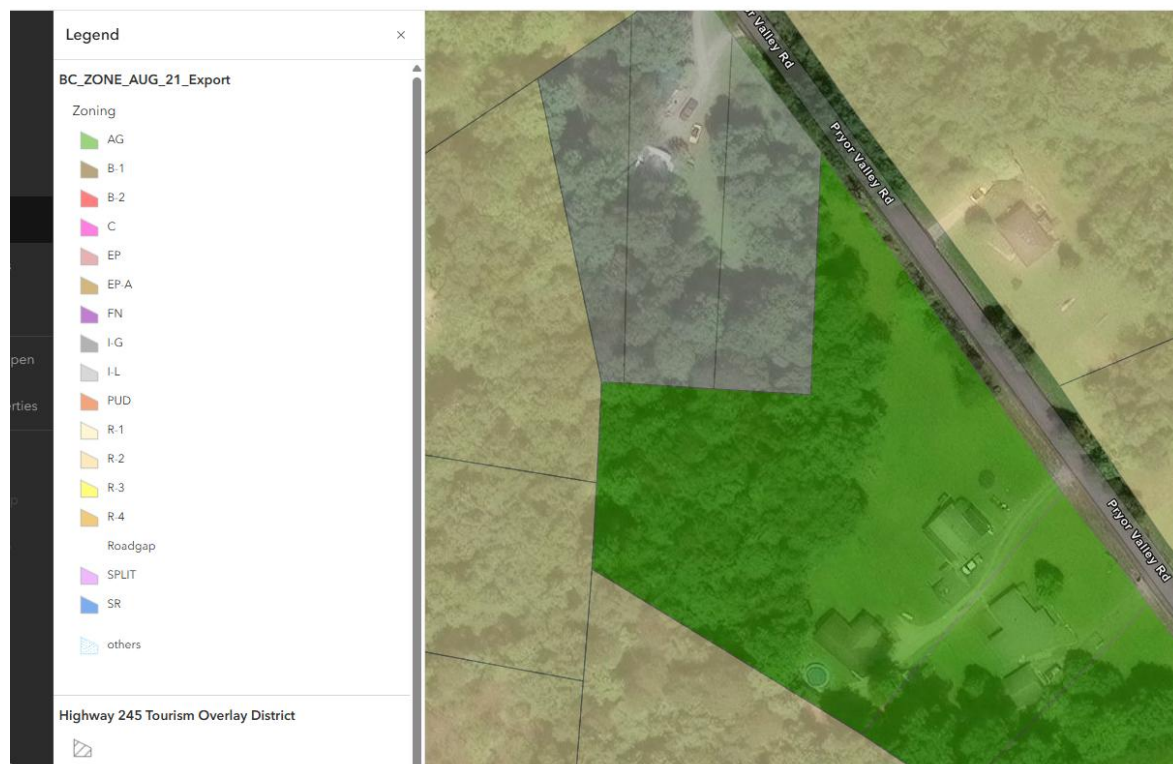 Legend
×
BC_ZONE_AUG_21_Export
Zoning
AG
B-1
B-2
C
EP
EP-A
FN
I-G
I-L
PUD
R-1
R-2
R-3
R-4
Roadgap
SPLIT
SR
others
Highway 245 Tourism Overlay District
pen
rties
Valley Rd
Pryor Valley Rd
Pryor Valley Rd